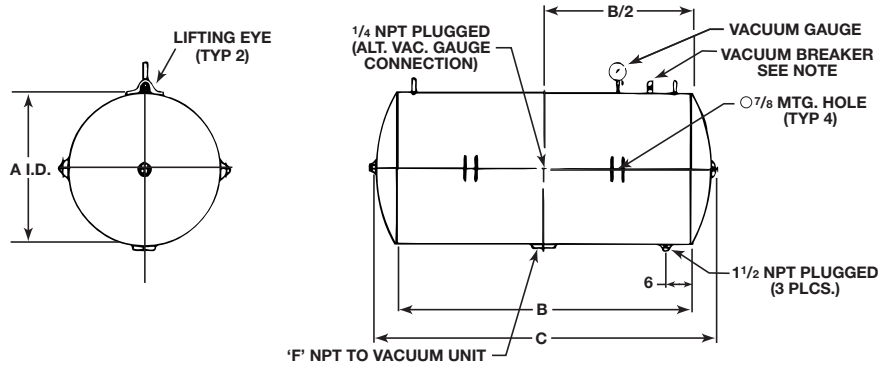 LIFTING EYE
(TYP 2)
A I.D.
1/4 NPT PLUGGED
(ALT. VAC. GAUGE
CONNECTION)
B/2
VACUUM GAUGE
VACUUM BREAKER
SEE NOTE
○7/8 MTG. HOLE
(TYP 4)
6
1 1/2 NPT PLUGGED
(3 PLCS.)
B
C
‘F’ NPT TO VACUUM UNIT